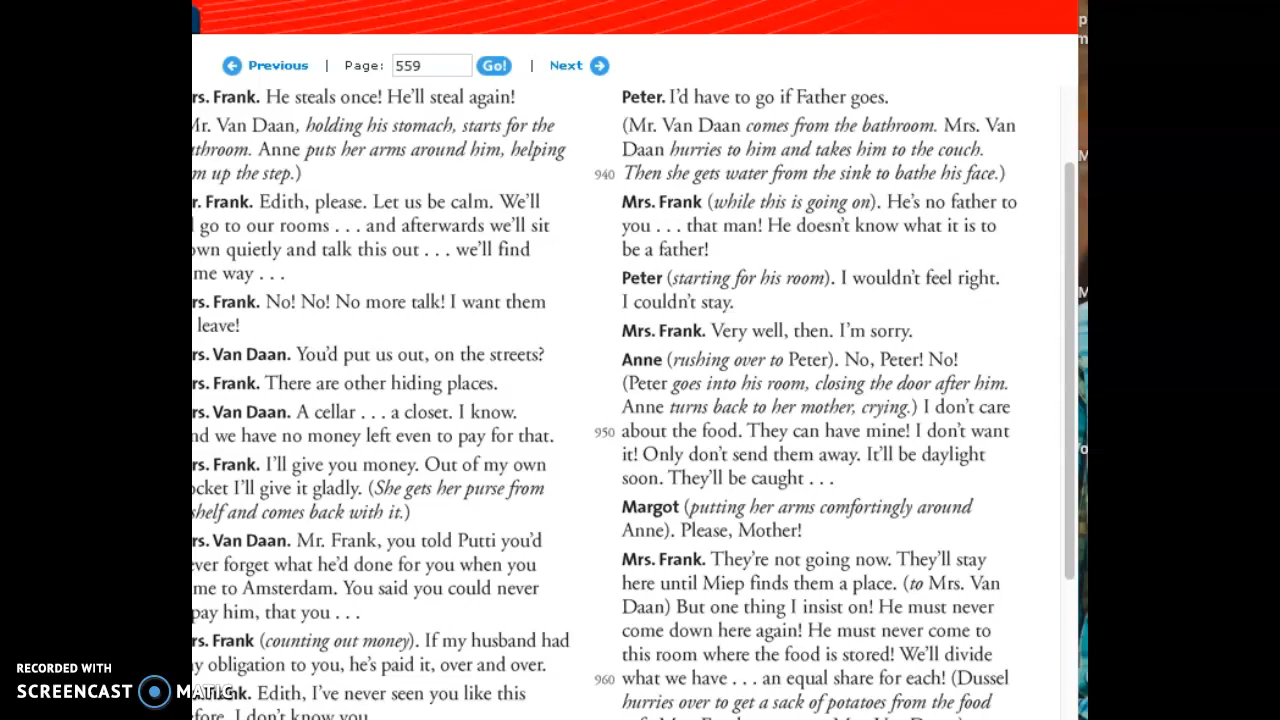 Previous | Page: 559 Go! | Next
rs. Frank. He steals once! He'll steal again!
Mr. Van Daan, holding his stomach, starts for the
throom. Anne puts her arms around him, helping
m up the step.)
r. Frank. Edith, please. Let us be calm. We'll
l go to our rooms . . . and afterwards we'll sit
own quietly and talk this out . . . we'll find
me way . . .
rs. Frank. No! No! No more talk! I want them
leave!
rs. Van Daan. You'd put us out, on the streets?
rs. Frank. There are other hiding places.
rs. Van Daan. A cellar . . . a closet. I know.
nd we have no money left even to pay for that.
rs. Frank. I'll give you money. Out of my own
ocket I'll give it gladly. (She gets her purse from
shelf and comes back with it.)
rs. Van Daan. Mr. Frank, you told Putti you'd
ever forget what he'd done for you when you
me to Amsterdam. You said you could never
pay him, that you . . .
rs. Frank (counting out money). If my husband had
y obligation to you, he's paid it, over and over.
nk. Edith, I've never seen you like this
fore. I don't know you
Peter. I'd have to go if Father goes.
(Mr. Van Daan comes from the bathroom. Mrs. Van
Daan hurries to him and takes him to the couch.
940 Then she gets water from the sink to bathe his face.)
Mrs. Frank (while this is going on). He's no father to
you . . . that man! He doesn't know what it is to
be a father!
Peter (starting for his room). I wouldn't feel right.
I couldn't stay.
Mrs. Frank. Very well, then. I'm sorry.
Anne (rushing over to Peter). No, Peter! No!
(Peter goes into his room, closing the door after him.
Anne turns back to her mother, crying.) I don't care
950 about the food. They can have mine! I don't want
it! Only don't send them away. It'll be daylight
soon. They'll be caught . . .
Margot (putting her arms comfortingly around
Anne). Please, Mother!
Mrs. Frank. They're not going now. They'll stay
here until Miep finds them a place. (to Mrs. Van
Daan) But one thing I insist on! He must never
come down here again! He must never come to
this room where the food is stored! We'll divide
960 what we have . . . an equal share for each! (Dussel
hurries over to get a sack of potatoes from the food
RECORDED WITH
SCREENCAST MATIC